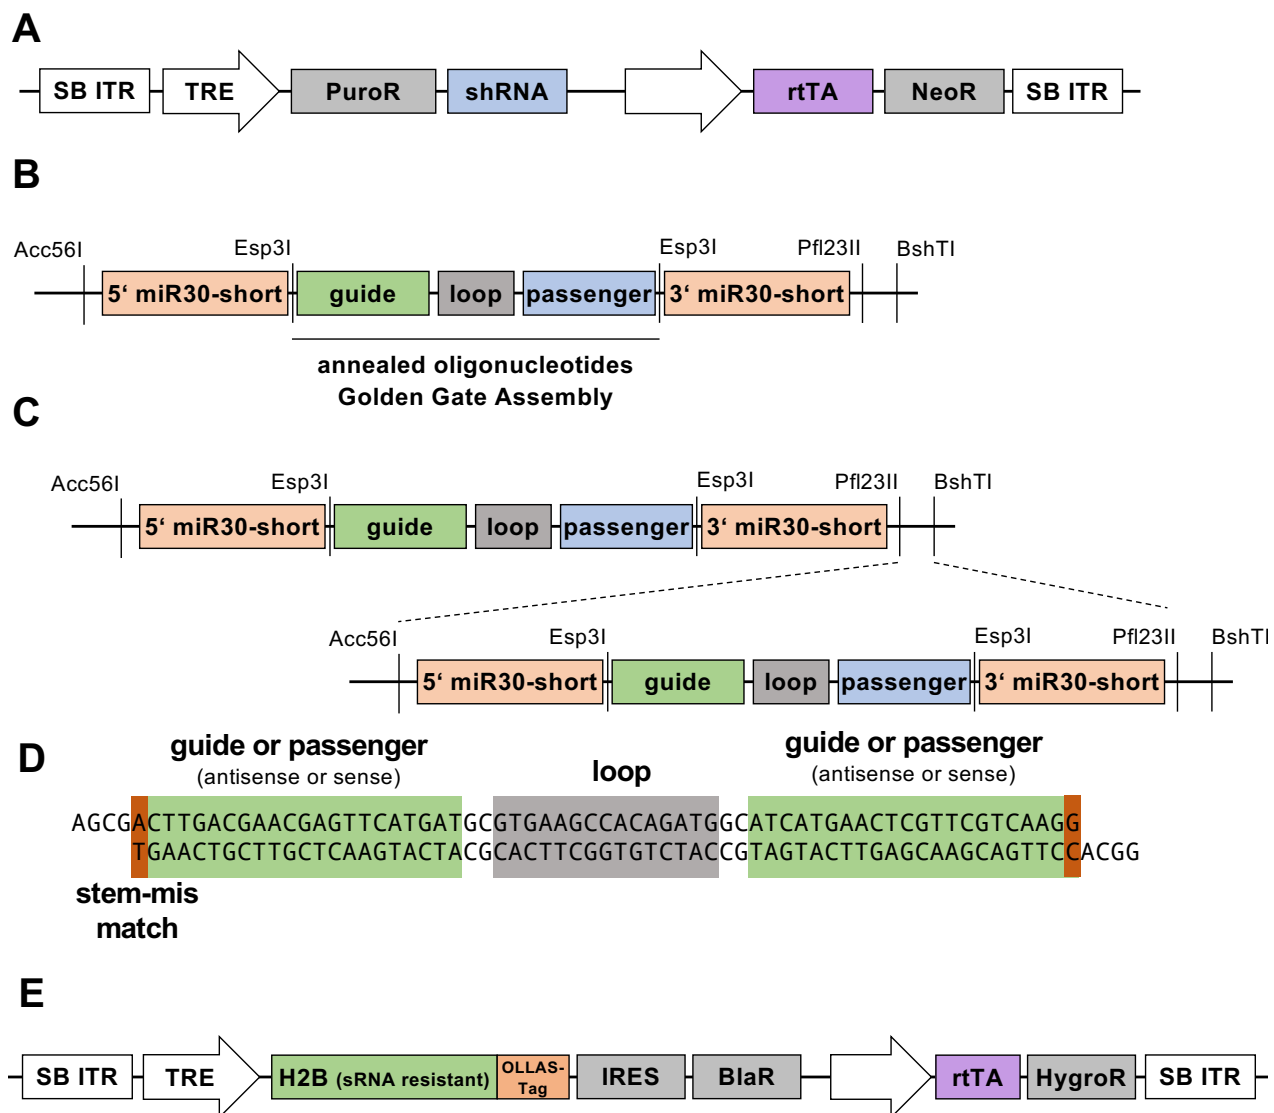 A
SB ITR TRE PuroR shRNA rtTA NeoR SB ITR
B
Acc56I Esp3I Esp3I Pfl23II BshTI
5‘ miR30-short guide loop passenger 3‘ miR30-short
annealed oligonucleotides
Golden Gate Assembly
C
Acc56I Esp3I Esp3I Pfl23II BshTI
5‘ miR30-short guide loop passenger 3‘ miR30-short
Acc56I Esp3I Esp3I Pfl23II BshTI
5‘ miR30-short guide loop passenger 3‘ miR30-short
D
guide or passenger loop guide or passenger
(antisense or sense) (antisense or sense)
AGCGACTTGACGAACGAGTTCATGATGCGTGAAGCCACAGATGGCATCATGAACTCGTTCGTCAAGG
TGAACTGCTTGCTCAAGTACTACGCACTTCGGTGTCTACCGTAGTACTTGAGCAAGCAGTTCCACGG
stem-mis
match
E
SB ITR TRE H2B (sRNA resistant) OLLAS-
Tag IRES BlaR rtTA HygroR SB ITR